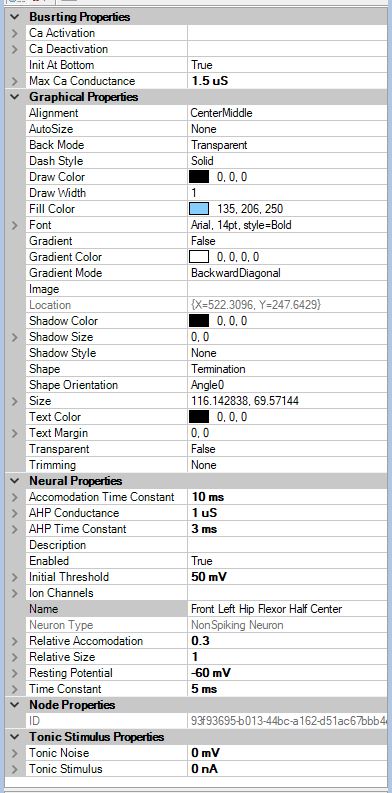 Busrting Properties
Ca Activation
Ca Deactivation
Init At Bottom True
Max Ca Conductance 1.5 uS
Graphical Properties
Alignment CenterMiddle
AutoSize None
Back Mode Transparent
Dash Style Solid
Draw Color 0, 0, 0
Draw Width 1
Fill Color 135, 206, 250
Font Arial, 14pt, style=Bold
Gradient False
Gradient Color 0, 0, 0, 0
Gradient Mode BackwardDiagonal
Image
Location {X=522.3096, Y=247.6429}
Shadow Color 0, 0, 0
Shadow Size 0, 0
Shadow Style None
Shape Termination
Shape Orientation Angle0
Size 116.142838, 69.57144
Text Color 0, 0, 0
Text Margin 0, 0
Transparent False
Trimming None
Neural Properties
Accomodation Time Constant 10 ms
AHP Conductance 1 uS
AHP Time Constant 3 ms
Description
Enabled True
Initial Threshold 50 mV
Ion Channels
Name Front Left Hip Flexor Half Center
Neuron Type NonSpiking Neuron
Relative Accomodation 0.3
Relative Size 1
Resting Potential -60 mV
Time Constant 5 ms
Node Properties
ID 93f93695-b013-44bc-a162-d51ac67bbb4
Tonic Stimulus Properties
Tonic Noise 0 mV
Tonic Stimulus 0 nA